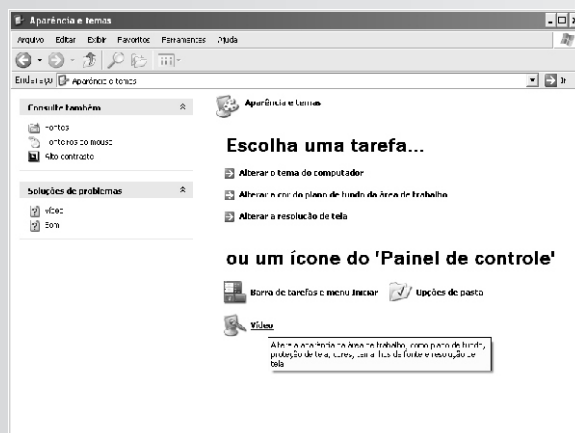 Aparência e temas
Arquivo Editar Exibir Favoritos Ferramentas Ajuda
Endereço Aparência e temas Ir
Consulte também
Fontes
Ponteiros do mouse
Alto contraste
Soluções de problemas
Vídeo
Som
Aparência e temas
Escolha uma tarefa...
Alterar o tema do computador
Alterar a cor do plano de fundo da área de trabalho
Alterar a resolução de tela
ou um ícone do 'Painel de controle'
Barra de tarefas e menu Iniciar
Opções de pasta
Vídeo
Altere a aparência da área de trabalho, como plano de fundo,
proteção de tela, cores, tamanhos de fonte e resolução de
tela